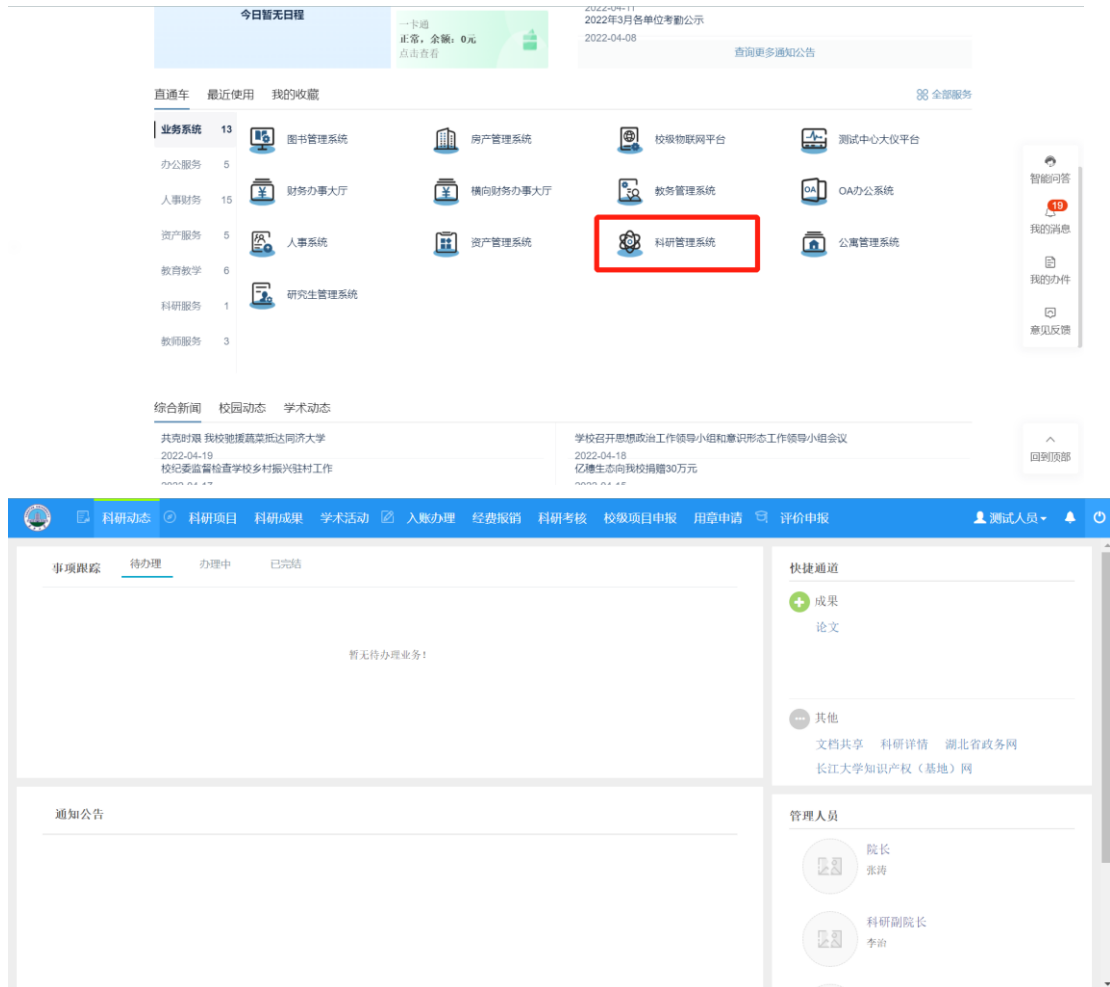 今日暂无日程
一卡通
正常，余额：0元
点击查看
2022-04-11
2022年3月各单位考勤公示
2022-04-08
查询更多通知公告
直通车 最近使用 我的收藏 全部服务
业务系统 13
办公服务 5
人事财务 15
资产服务 5
教育教学 6
科研服务 1
教师服务 3
图书管理系统 房产管理系统 校级物联网平台 测试中心大仪平台
财务办事大厅 横向财务办事大厅 教务管理系统 OA OA办公系统
人事系统 资产管理系统 科研管理系统 公寓管理系统
研究生管理系统
智能问答
19
我的消息
我的办件
意见反馈
回到顶部
综合新闻 校园动态 学术动态
共克时艰 我校驰援蔬菜抵达同济大学
2022-04-19
校纪委监督检查学校乡村振兴驻村工作
2022-04-17
学校召开思想政治工作领导小组和意识形态工作领导小组会议
2022-04-18
亿穗生态向我校捐赠30万元
2022-04-15
科研动态 科研项目 科研成果 学术活动 入账办理 经费报销 科研考核 校级项目申报 用章申请 评价申报 测试人员
事项跟踪 待办理 办理中 已完结
暂无待办理业务！
通知公告
快捷通道
成果
论文
其他
文档共享 科研详情 湖北省政务网
长江大学知识产权（基地）网
管理人员
院长
张涛
科研副院长
李治